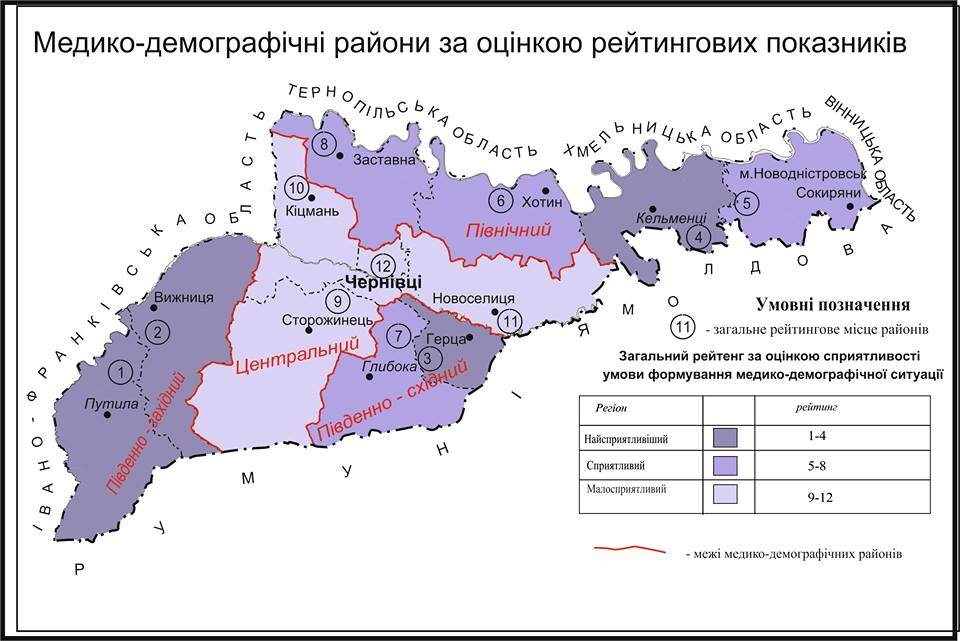 Медико-демографічні райони за оцінкою рейтингових показників
ТЕРНОПІЛЬСЬКА ОБЛАСТЬ
ХМЕЛЬНИЦЬКА ОБЛАСТЬ
ВІННИЦЬКА ОБЛАСТЬ
ІВАНО-ФРАНКІВСЬКА ОБЛАСТЬ
8
Заставна
10
Кіцмань
6
Хотин
Північний
м.Новодністровськ
5
Сокиряни
Кельменці
4
МОЛДОВА
12
Чернівці
Вижниця
2
9
Сторожинець
Новоселиця
11
Центральний
7
Герца
3
Глибока
1
Путила
Південно - західний
Південно - східний
РУМУНІЯ
Умовні позначення
11 - загальне рейтингове місце районів
Загальний рейтенг за оцінкою сприятливості
умови формування медико-демографічної ситуації
Регіон рейтинг
Найсприятливіший 1-4
Сприятливий 5-8
Малосприятливий 9-12
- межі медико-демографічних районів